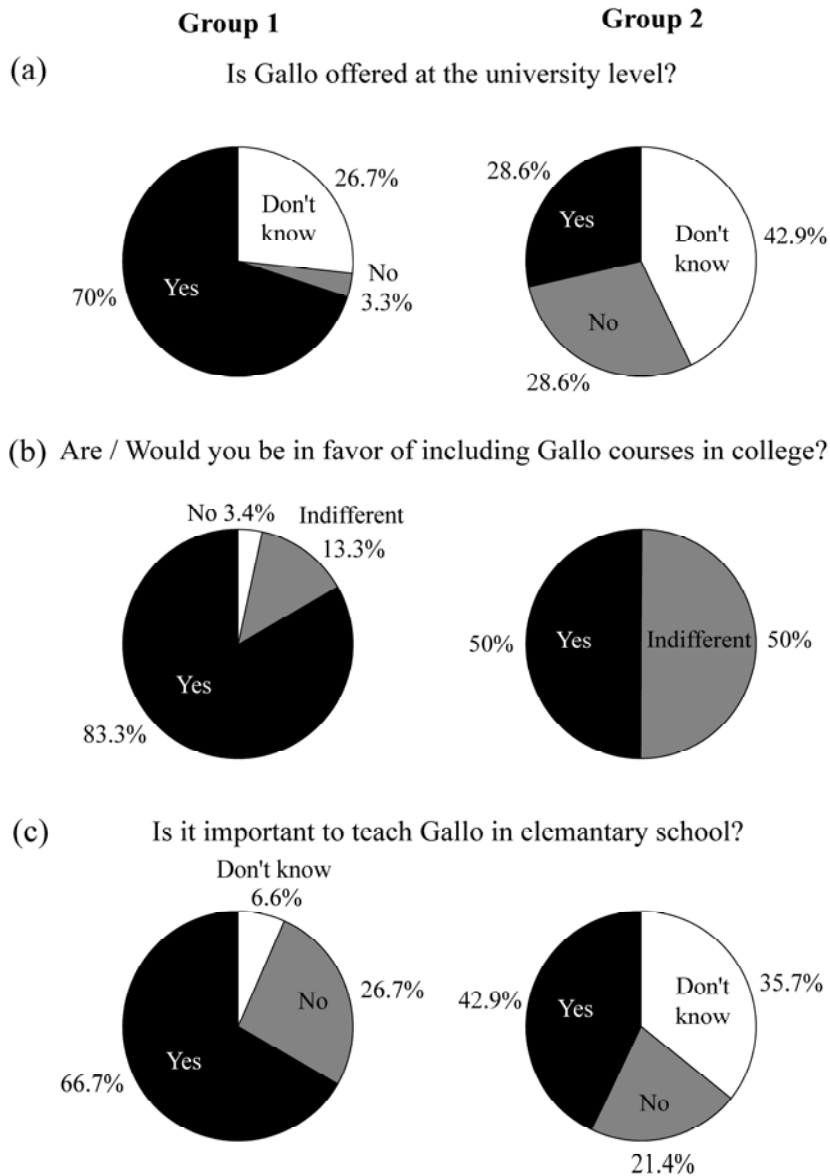 Group 1
Group 2
(a)
Is Gallo offered at the university level?
26.7%
Don't
know
No
3.3%
70%
Yes
28.6%
Yes
Don't
know
42.9%
No
28.6%
(b) Are / Would you be in favor of including Gallo courses in college?
No 3.4%
Indifferent
13.3%
Yes
83.3%
50%
Yes
Indifferent
50%
(c)
Is it important to teach Gallo in elemantary school?
Don't know
6.6%
No
26.7%
Yes
66.7%
42.9%
Yes
Don't
know
35.7%
No
21.4%